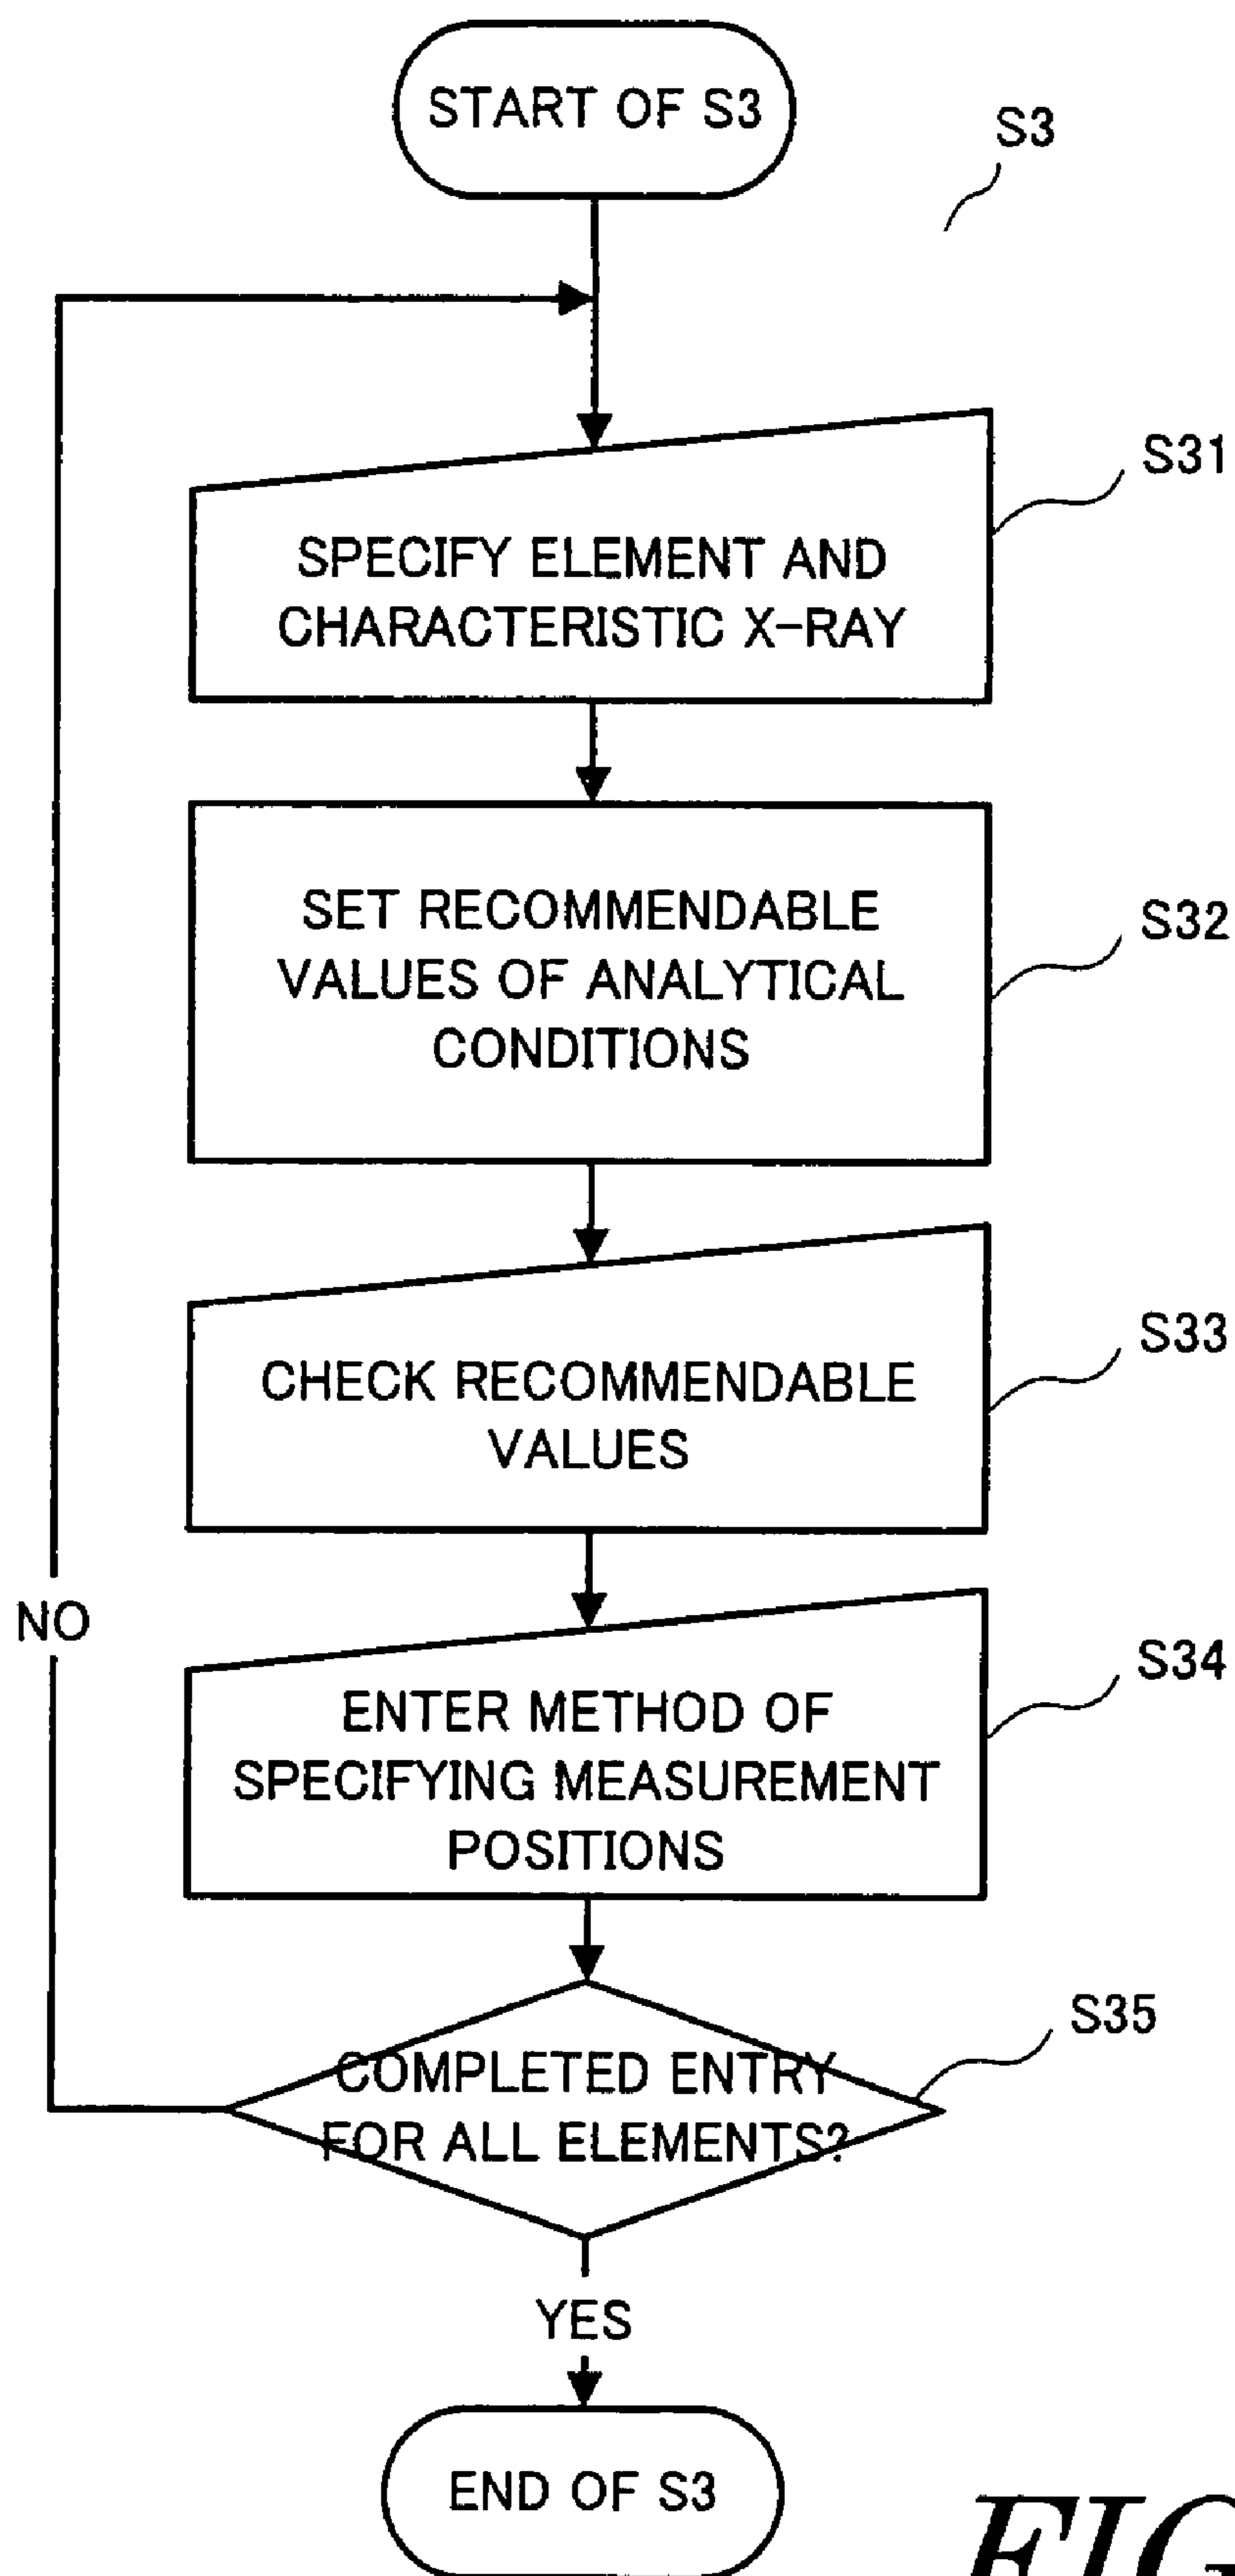 START OF S3
S3
S31
SPECIFY ELEMENT AND
CHARACTERISTIC X-RAY
S32
SET RECOMMENDABLE
VALUES OF ANALYTICAL
CONDITIONS
S33
CHECK RECOMMENDABLE
VALUES
NO
S34
ENTER METHOD OF
SPECIFYING MEASUREMENT
POSITIONS
S35
COMPLETED ENTRY
FOR ALL ELEMENTS?
YES
END OF S3
FIG